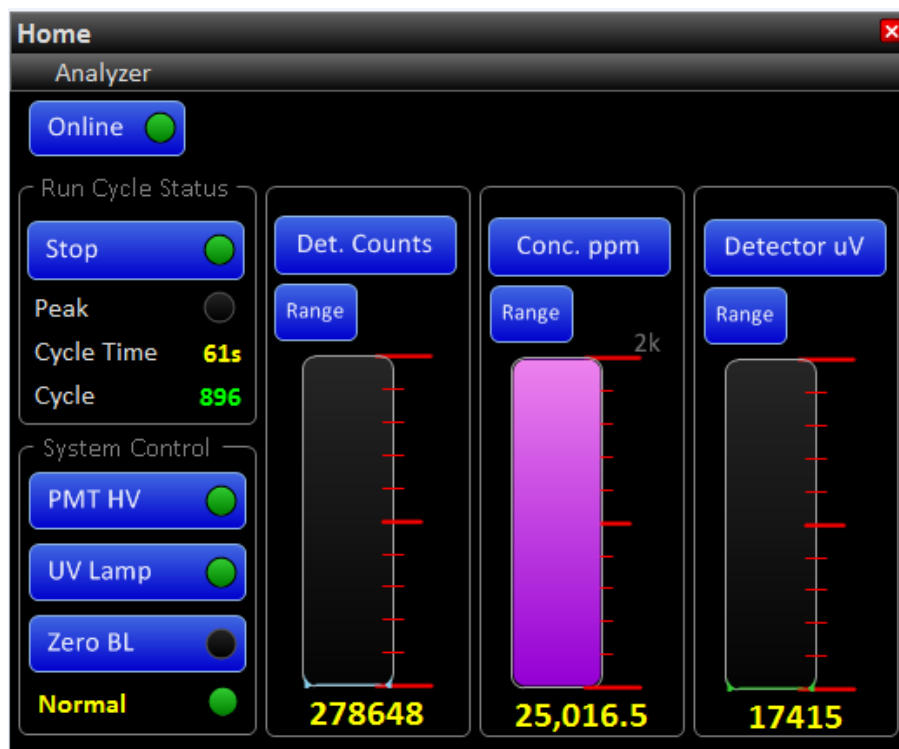 Home
Analyzer
Online
Run Cycle Status
Stop
Peak
Cycle Time 61s
Cycle 896
System Control
PMT HV
UV Lamp
Zero BL
Normal
Det. Counts
Range
278648
Conc. ppm
Range
2k
25,016.5
Detector uV
Range
17415